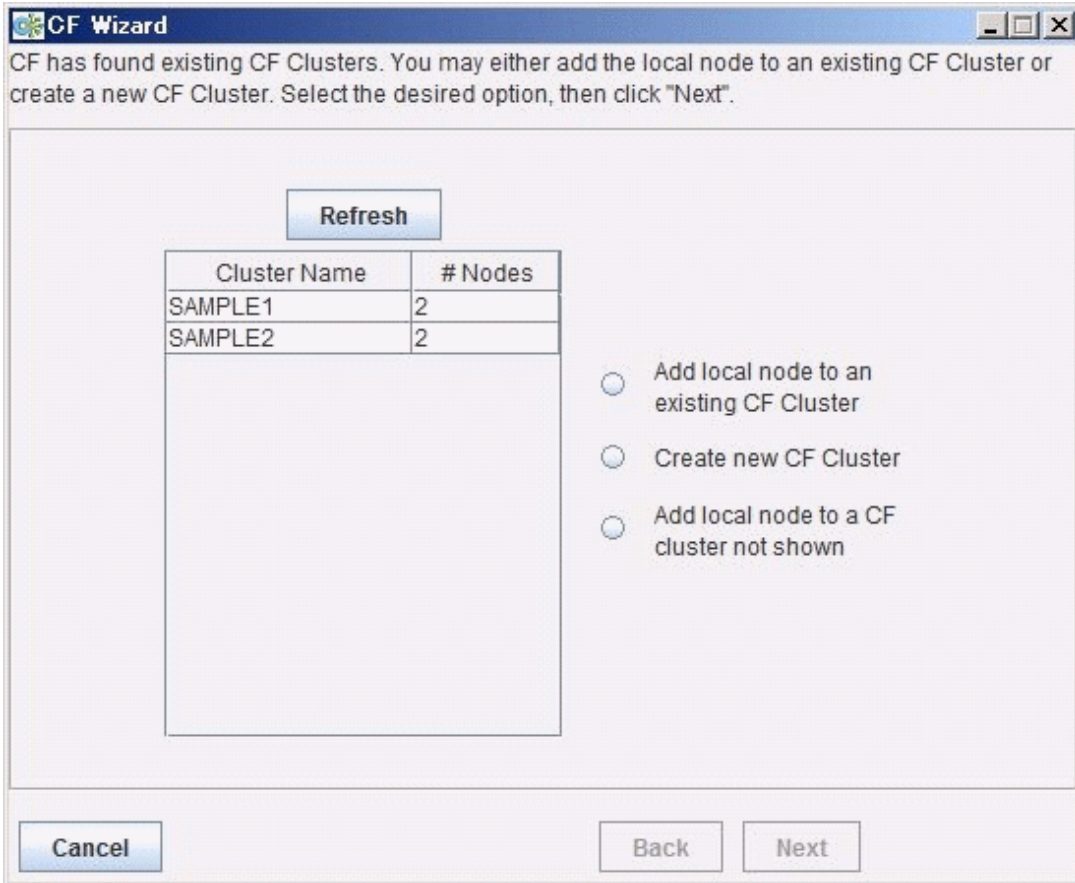 CF Wizard
CF has found existing CF Clusters. You may either add the local node to an existing CF Cluster or
create a new CF Cluster. Select the desired option, then click "Next".
Refresh
Cluster Name # Nodes
SAMPLE1 2
SAMPLE2 2
Add local node to an
existing CF Cluster
Create new CF Cluster
Add local node to a CF
cluster not shown
Cancel Back Next